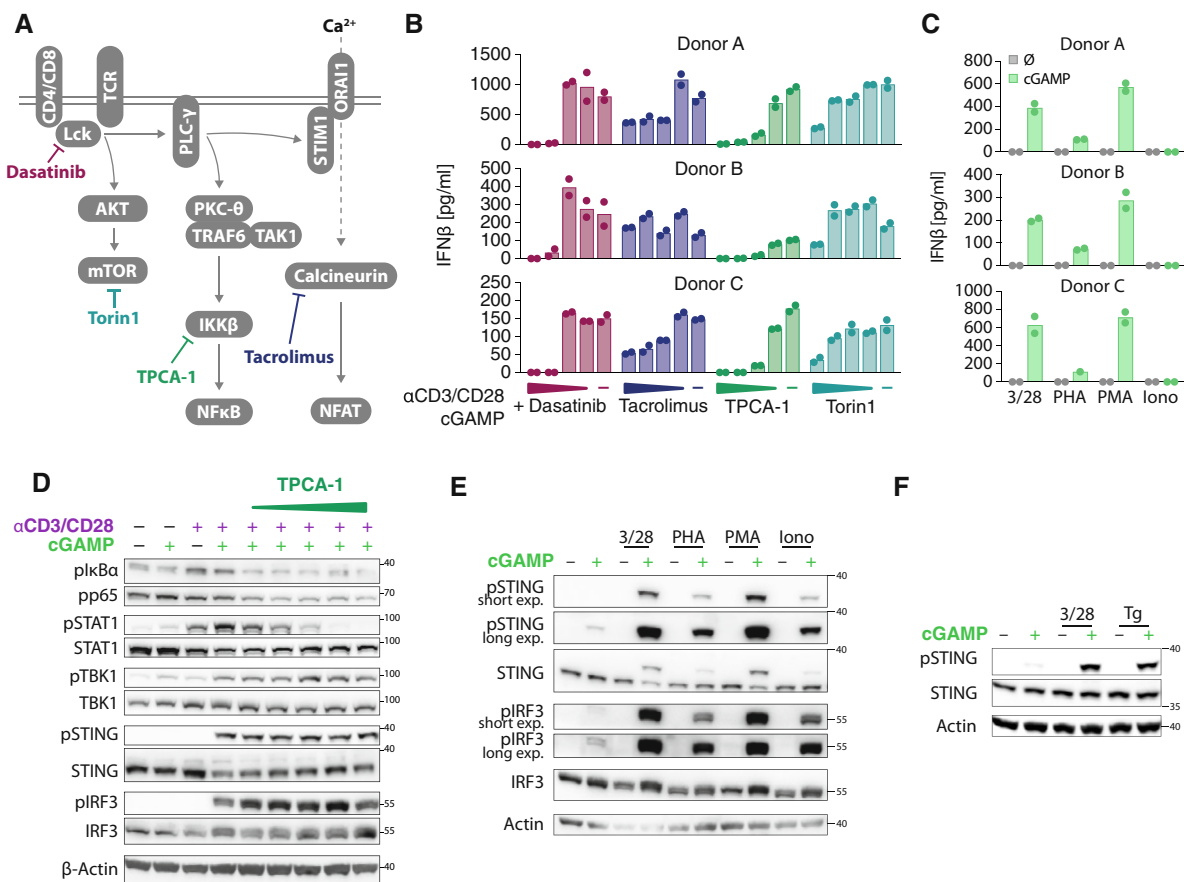 A
Ca²⁺
CD4/CD8
TCR
Lck
PLC-γ
STIM1
ORAI1
Dasatinib
AKT
PKC-θ
TRAF6 TAK1
mTOR
Calcineurin
Torin1
IKKβ
TPCA-1
Tacrolimus
NFκB
NFAT
B
Donor A
1500
1000
500
0
Donor B
500
400
300
200
100
0
IFNβ [pg/ml]
Donor C
250
200
150
100
50
0
– – – –
αCD3/CD28
+ Dasatinib Tacrolimus TPCA-1 Torin1
cGAMP
C
Donor A
Ø
cGAMP
800
600
400
200
0
Donor B
400
300
200
100
0
IFNβ [pg/ml]
Donor C
1000
800
600
400
200
0
3/28 PHA PMA Iono
D
TPCA-1
αCD3/CD28 – – + + + + + + +
cGAMP – + – + + + + + +
pIκBα 40
pp65 70
pSTAT1 100
STAT1 100
pTBK1 100
TBK1 100
pSTING 40
STING 40
pIRF3 55
IRF3 55
β-Actin 40
E
3/28 PHA PMA Iono
cGAMP – + – + – + – + – +
pSTING 40
short exp.
pSTING 40
long exp.
STING 40
pIRF3 55
short exp.
pIRF3 55
long exp.
IRF3 55
Actin 40
F
3/28 Tg
cGAMP – + – + – +
pSTING 40
STING 35
Actin 40